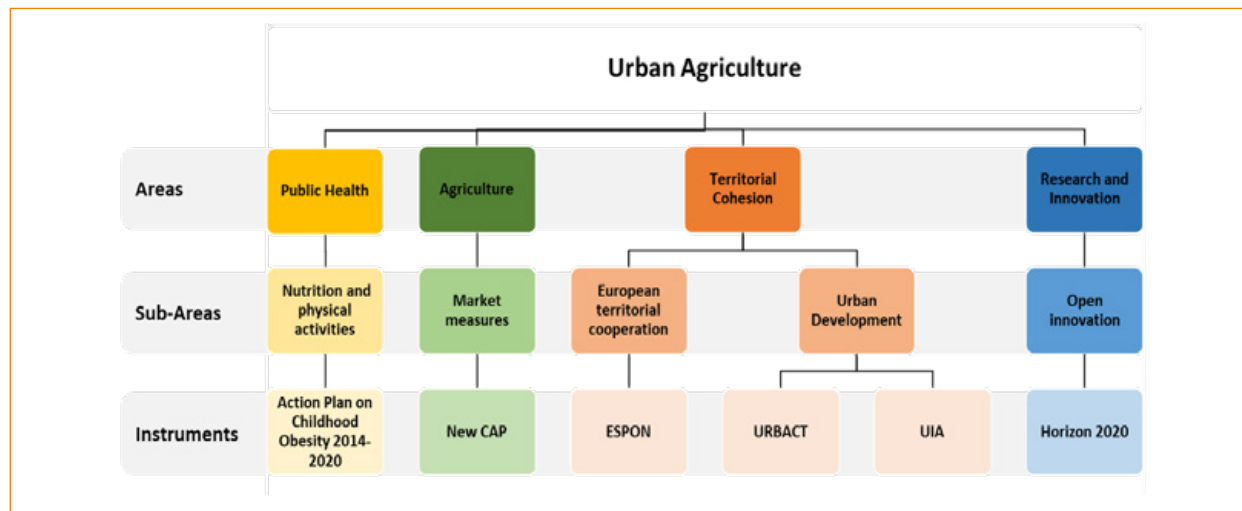 Urban Agriculture
Areas
Public Health
Agriculture
Territorial
Cohesion
Research and
Innovation
Sub-Areas
Nutrition and
physical
activities
Market
measures
European
territorial
cooperation
Urban
Development
Open
innovation
Instruments
Action Plan on
Childhood
Obesity 2014-
2020
New CAP
ESPON
URBACT
UIA
Horizon 2020